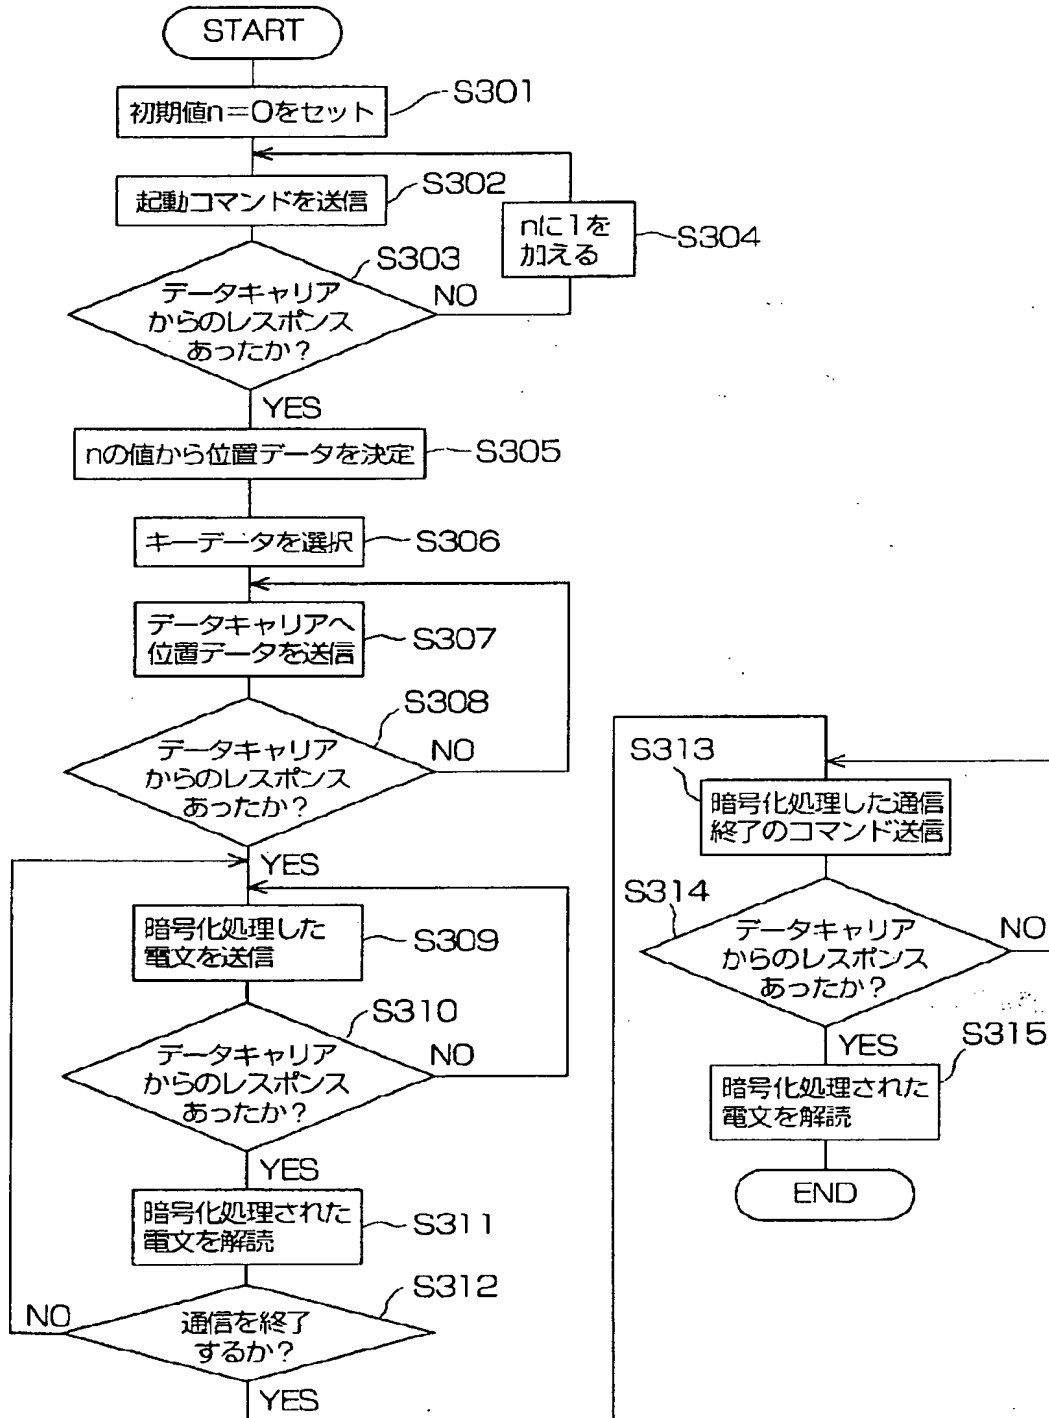 START
初期値n=0をセット
S301
起動コマンドを送信
S302
nに1を
加える
S304
S303
データキャリア
からのレスポンス
あったか?
NO
YES
nの値から位置データを決定
S305
キーデータを選択
S306
データキャリアへ
位置データを送信
S307
S308
データキャリア
からのレスポンス
あったか?
NO
YES
暗号化処理した
電文を送信
S309
S310
データキャリア
からのレスポンス
あったか?
NO
YES
暗号化処理された
電文を解読
S311
S312
通信を終了
するか?
NO
YES
S313
暗号化処理した通信
終了のコマンド送信
S314
データキャリア
からのレスポンス
あったか?
NO
YES
S315
暗号化処理された
電文を解読
END